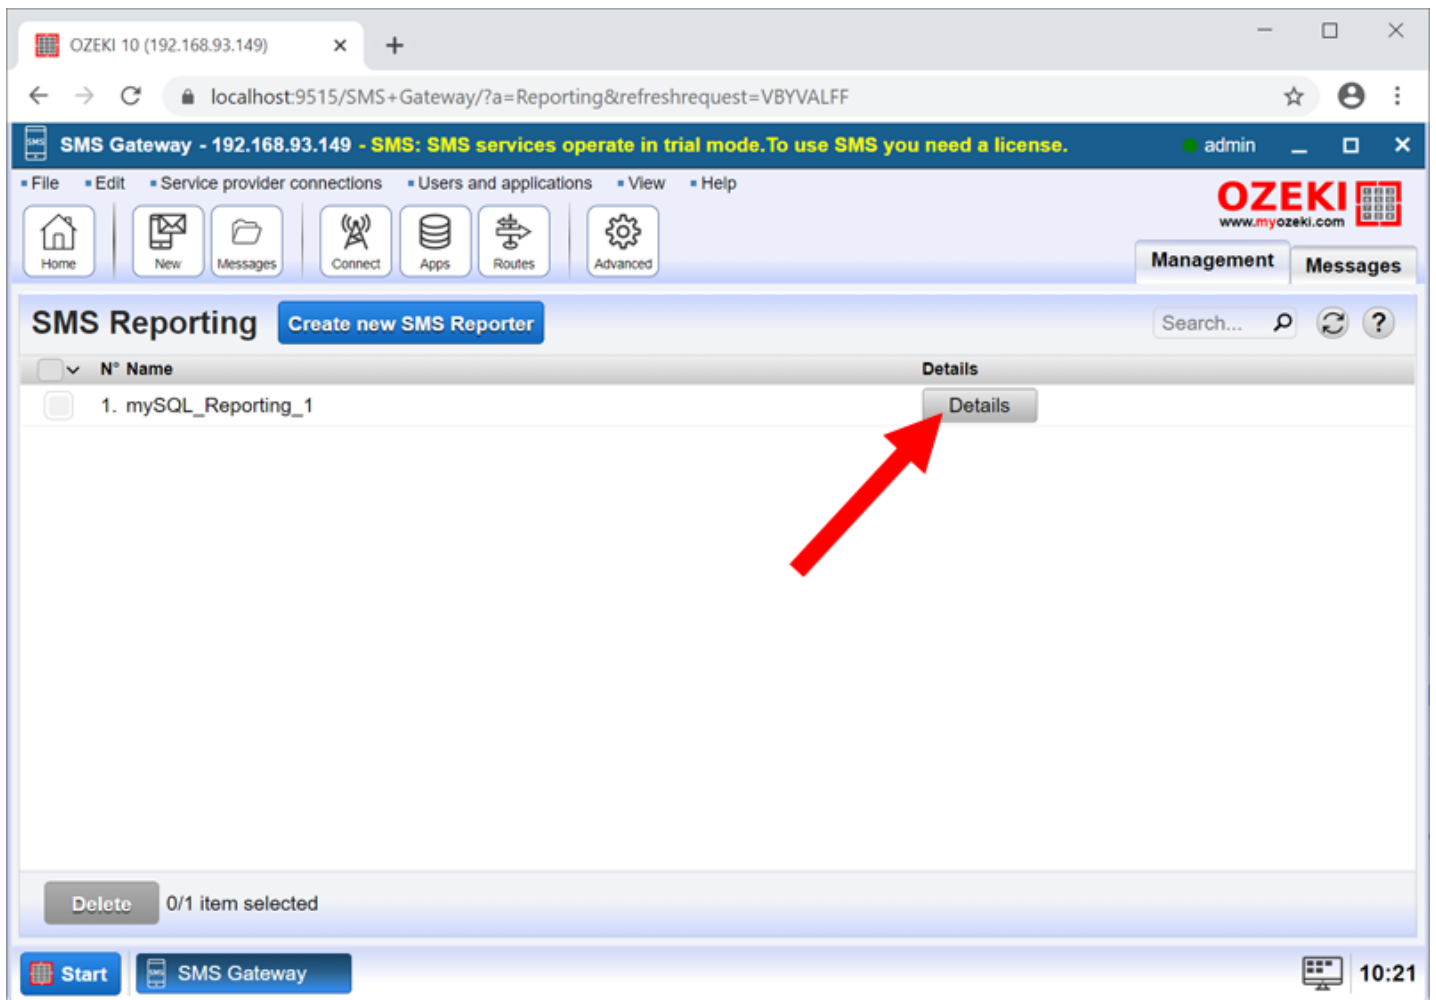 OZEKI 10 (192.168.93.149)
localhost:9515/SMS+Gateway/?a=Reporting&refreshrequest=VBYVALFF
SMS Gateway - 192.168.93.149 - SMS: SMS services operate in trial mode.To use SMS you need a license.
admin
File Edit Service provider connections Users and applications View Help
OZEKI
www.myozeki.com
Home New Messages Connect Apps Routes Advanced
Management Messages
SMS Reporting Create new SMS Reporter Search... ?
N° Name Details
1. mySQL_Reporting_1 Details
Delete 0/1 item selected
Start SMS Gateway 10:21